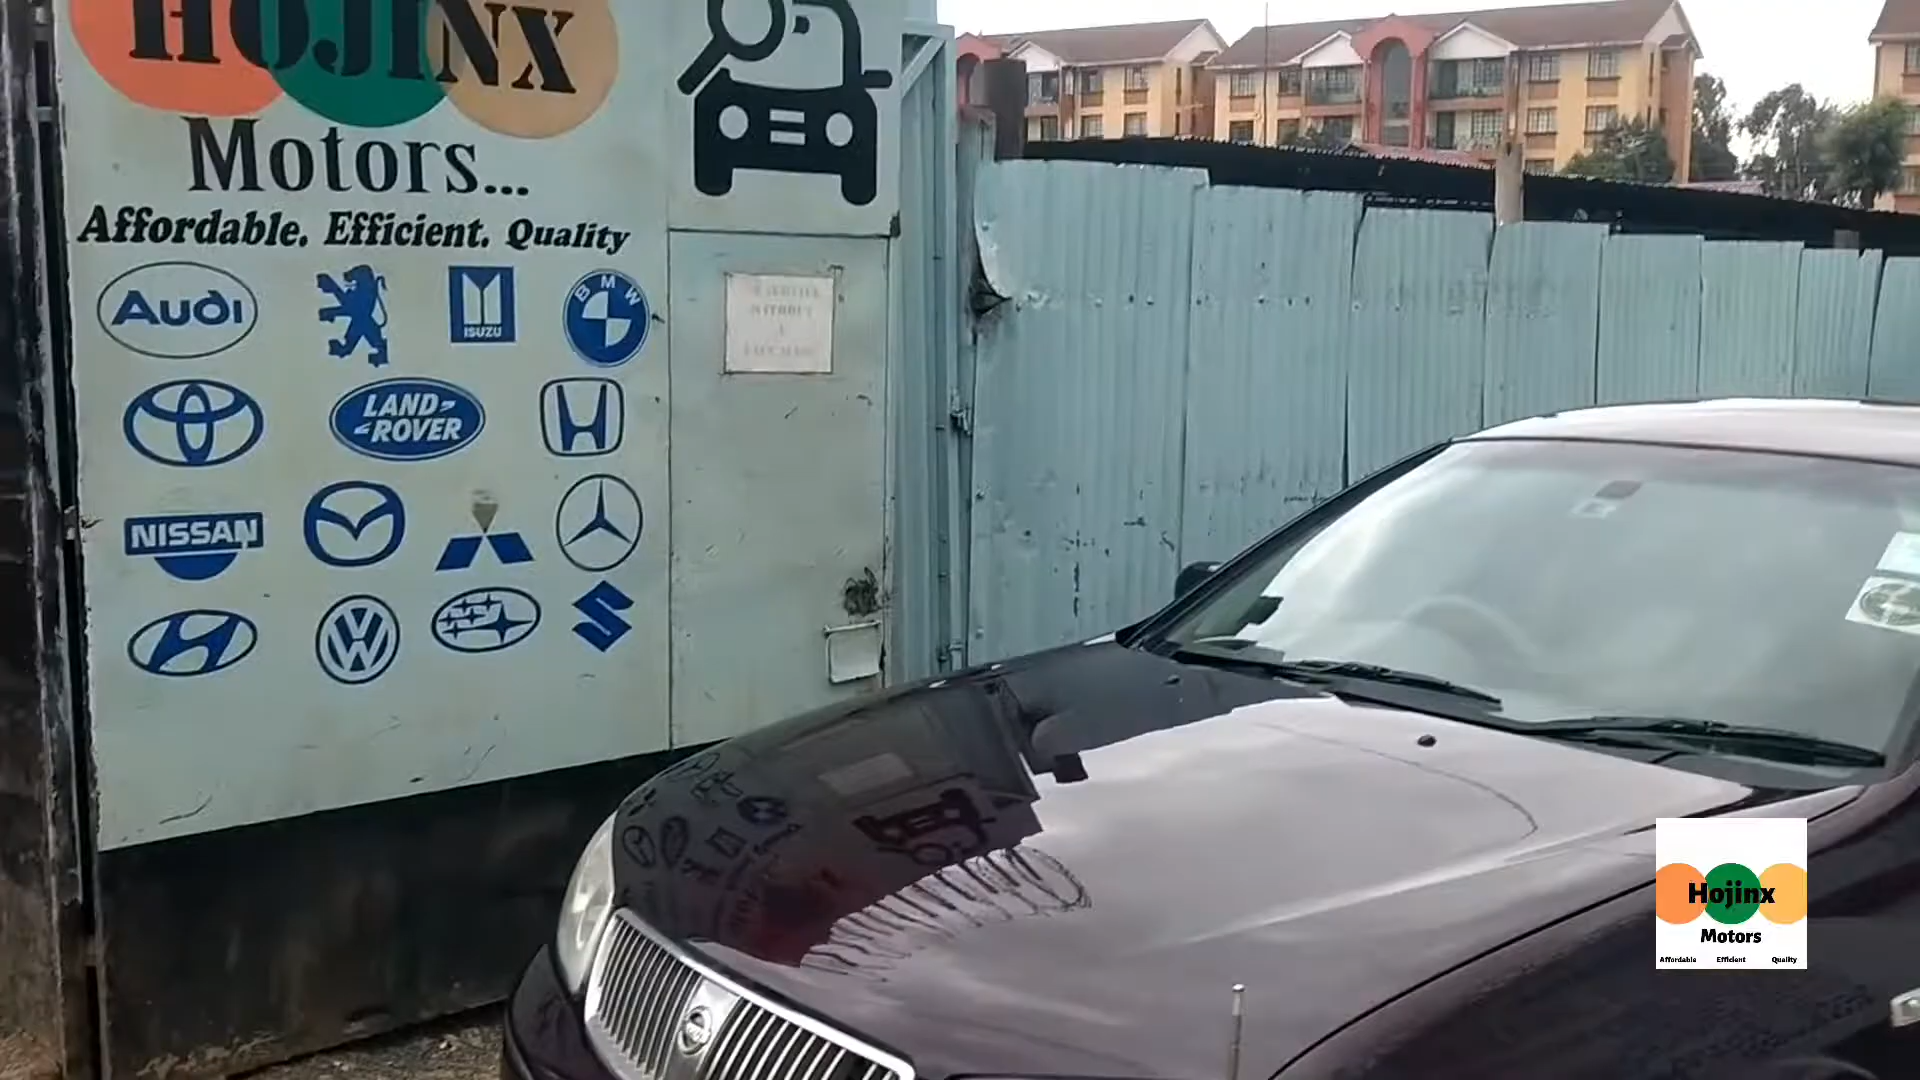 HOJINX
Motors...
Affordable. Efficient. Quality
Audi
ISUZU
BMW
LAND-
-ROVER
NISSAN
Hojinx
Motors
Affordable Efficient Quality